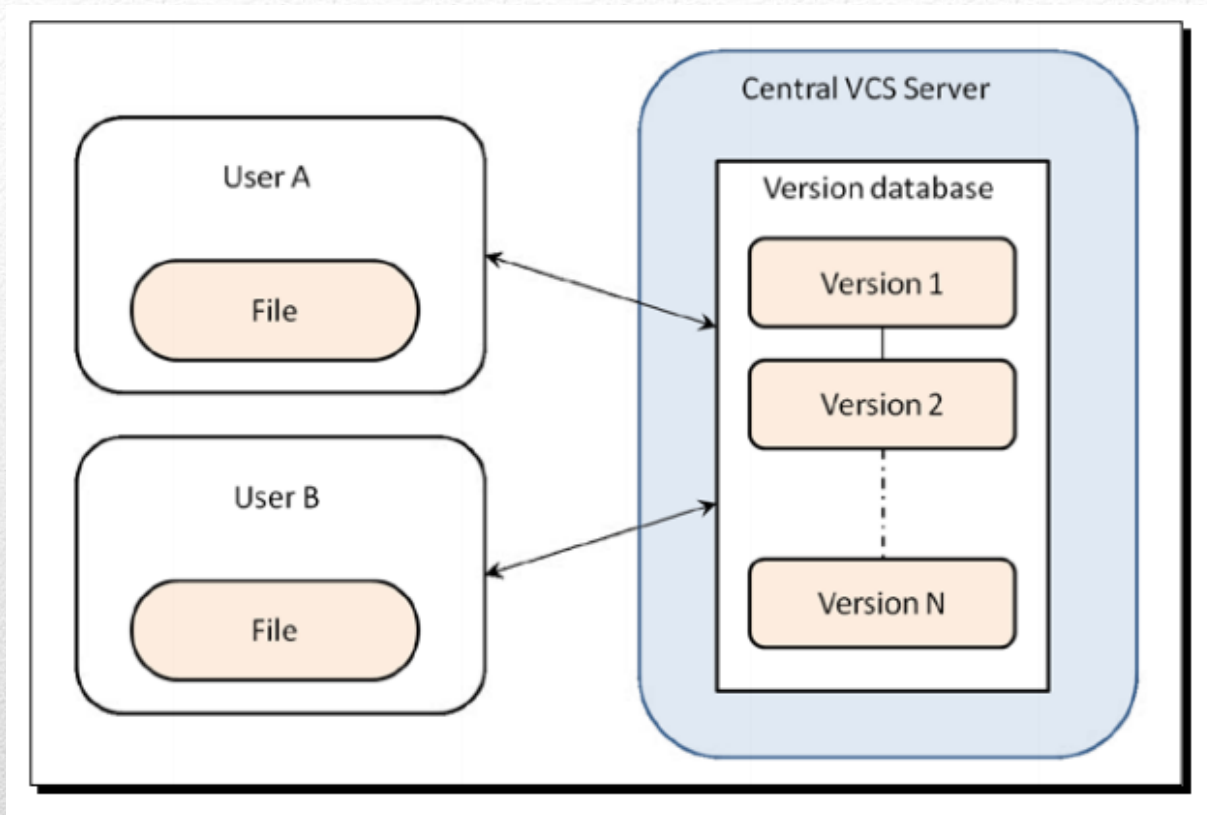 User A
File
User B
File
Central VCS Server
Version database
Version 1
Version 2
Version N